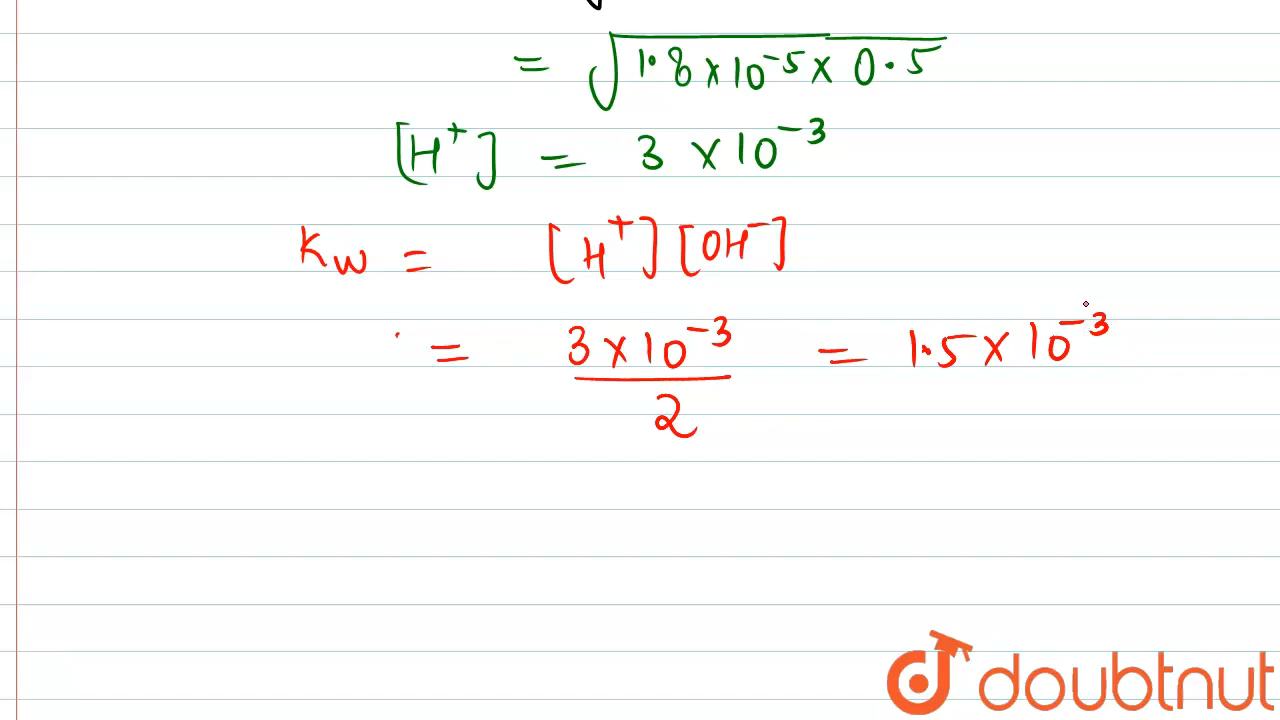 = √1.8 × 10⁻⁵ × 0.5
[H⁺] = 3 × 10⁻³
Kw = [H⁺][OH⁻]
= 3 × 10⁻³ / 2 = 1.5 × 10⁻³
doubtnut